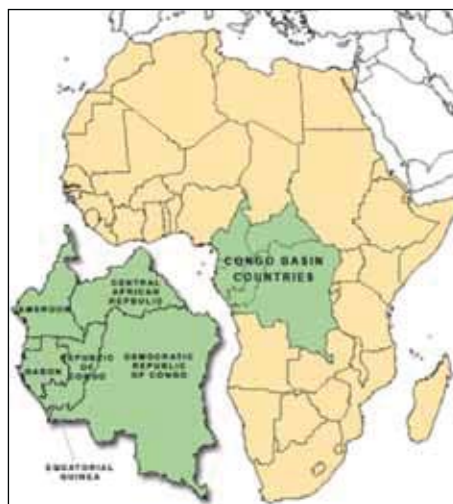 CONGO BASIN
COUNTRIES
CENTRAL
AFRICAN
REPUBLIC
CAMEROON
GABON
REPUBLIC
OF
CONGO
DEMOCRATIC
REPUBLIC
OF CONGO
EQUATORIAL
GUINEA